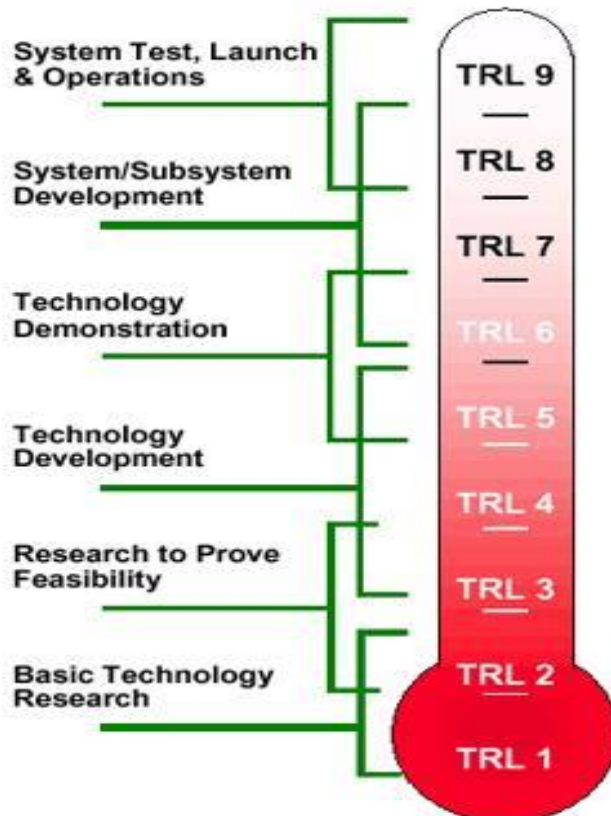 System Test, Launch
& Operations
System/Subsystem
Development
Technology
Demonstration
Technology
Development
Research to Prove
Feasibility
Basic Technology
Research
TRL 9
TRL 8
TRL 7
TRL 6
TRL 5
TRL 4
TRL 3
TRL 2
TRL 1